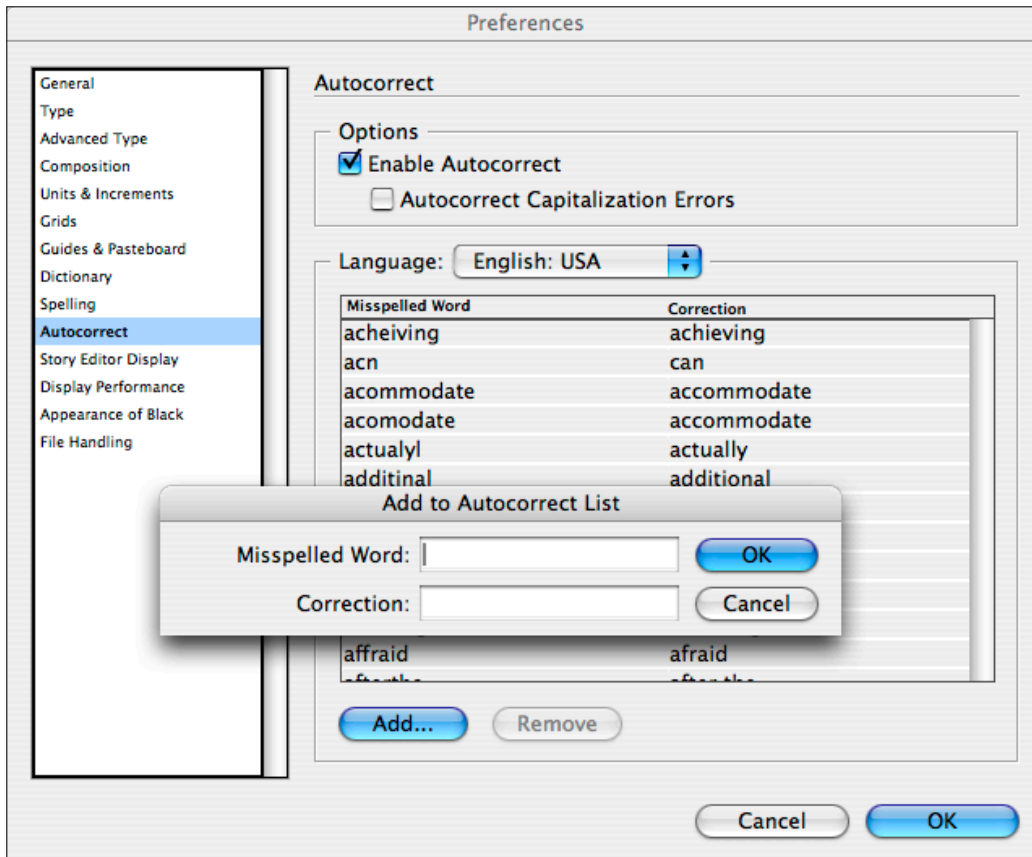 Preferences
General
Type
Advanced Type
Composition
Units & Increments
Grids
Guides & Pasteboard
Dictionary
Spelling
Autocorrect
Story Editor Display
Display Performance
Appearance of Black
File Handling
Autocorrect
Options
Enable Autocorrect
Autocorrect Capitalization Errors
Language: English: USA
Misspelled Word Correction
acheiving achieving
acn can
acommodate accommodate
acomodate accommodate
actualyl actually
additinal additional
Add to Autocorrect List
Misspelled Word: OK
Correction: Cancel
affraid afraid
afterthe after the
Add... Remove
Cancel OK